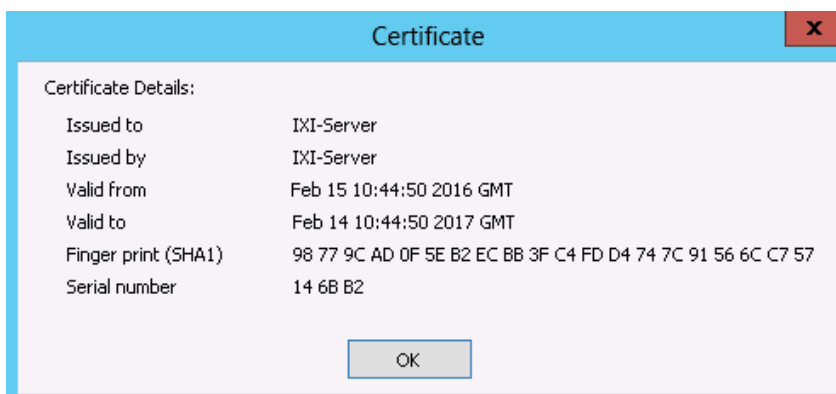 Certificate
x
Certificate Details:
Issued to IXI-Server
Issued by IXI-Server
Valid from Feb 15 10:44:50 2016 GMT
Valid to Feb 14 10:44:50 2017 GMT
Finger print (SHA1) 98 77 9C AD 0F 5E B2 EC BB 3F C4 FD D4 74 7C 91 56 6C C7 57
Serial number 14 6B B2
OK